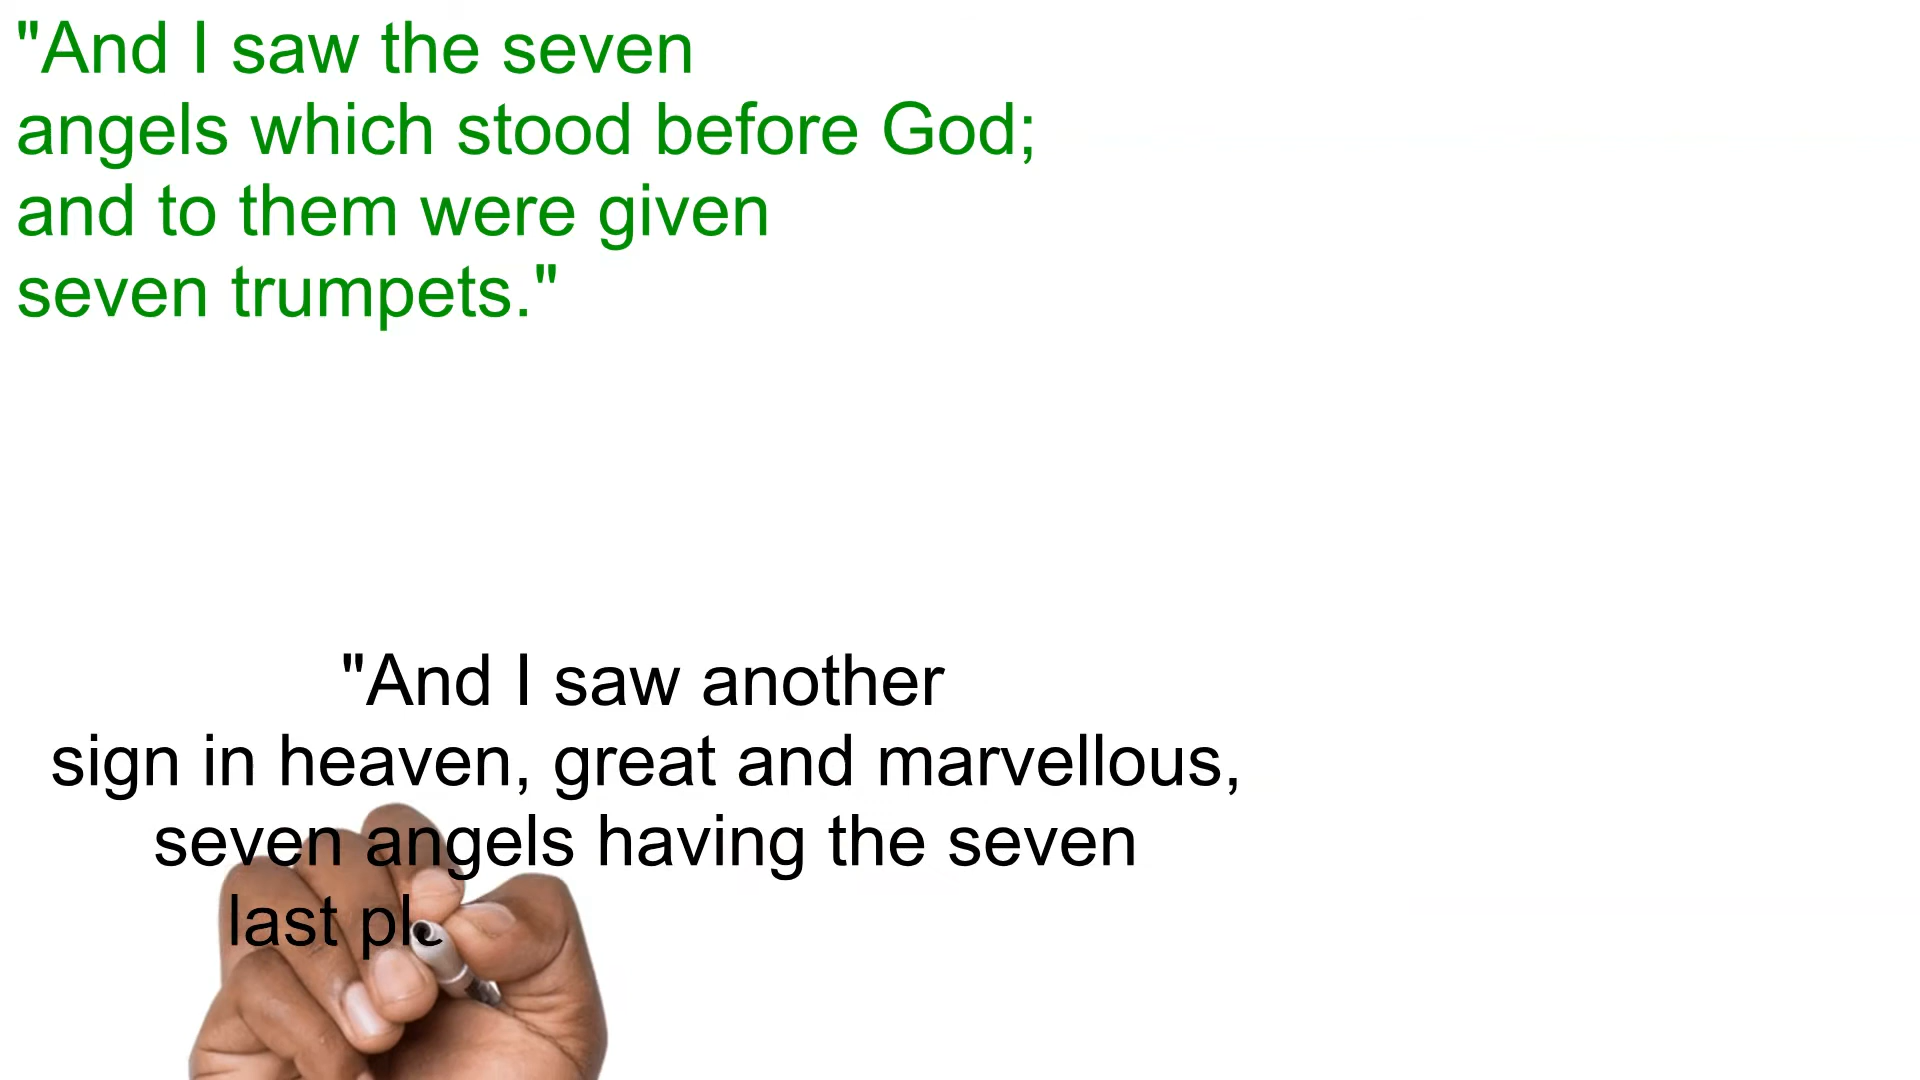 "And I saw the seven
angels which stood before God;
and to them were given
seven trumpets."
"And I saw another
sign in heaven, great and marvellous,
seven angels having the seven
last